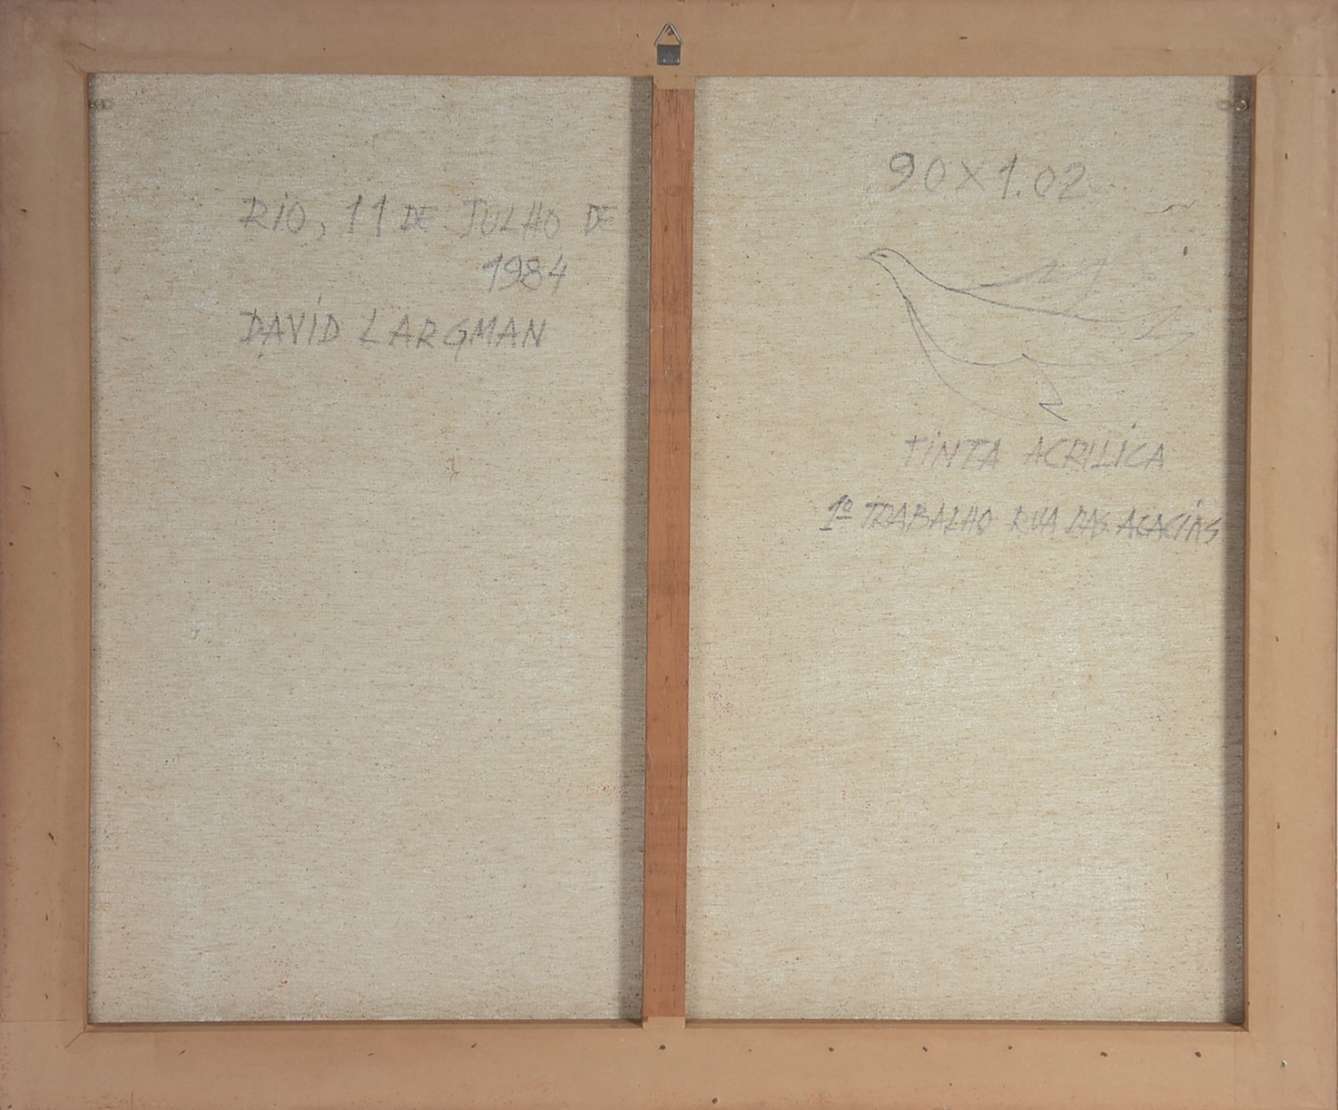 RIO, 11 DE JULHO DE
1984
DAVID LARGMAN
90 X 1.02
TINTA ACRILICA
1º TRABALHO RUA DAS ACACIAS